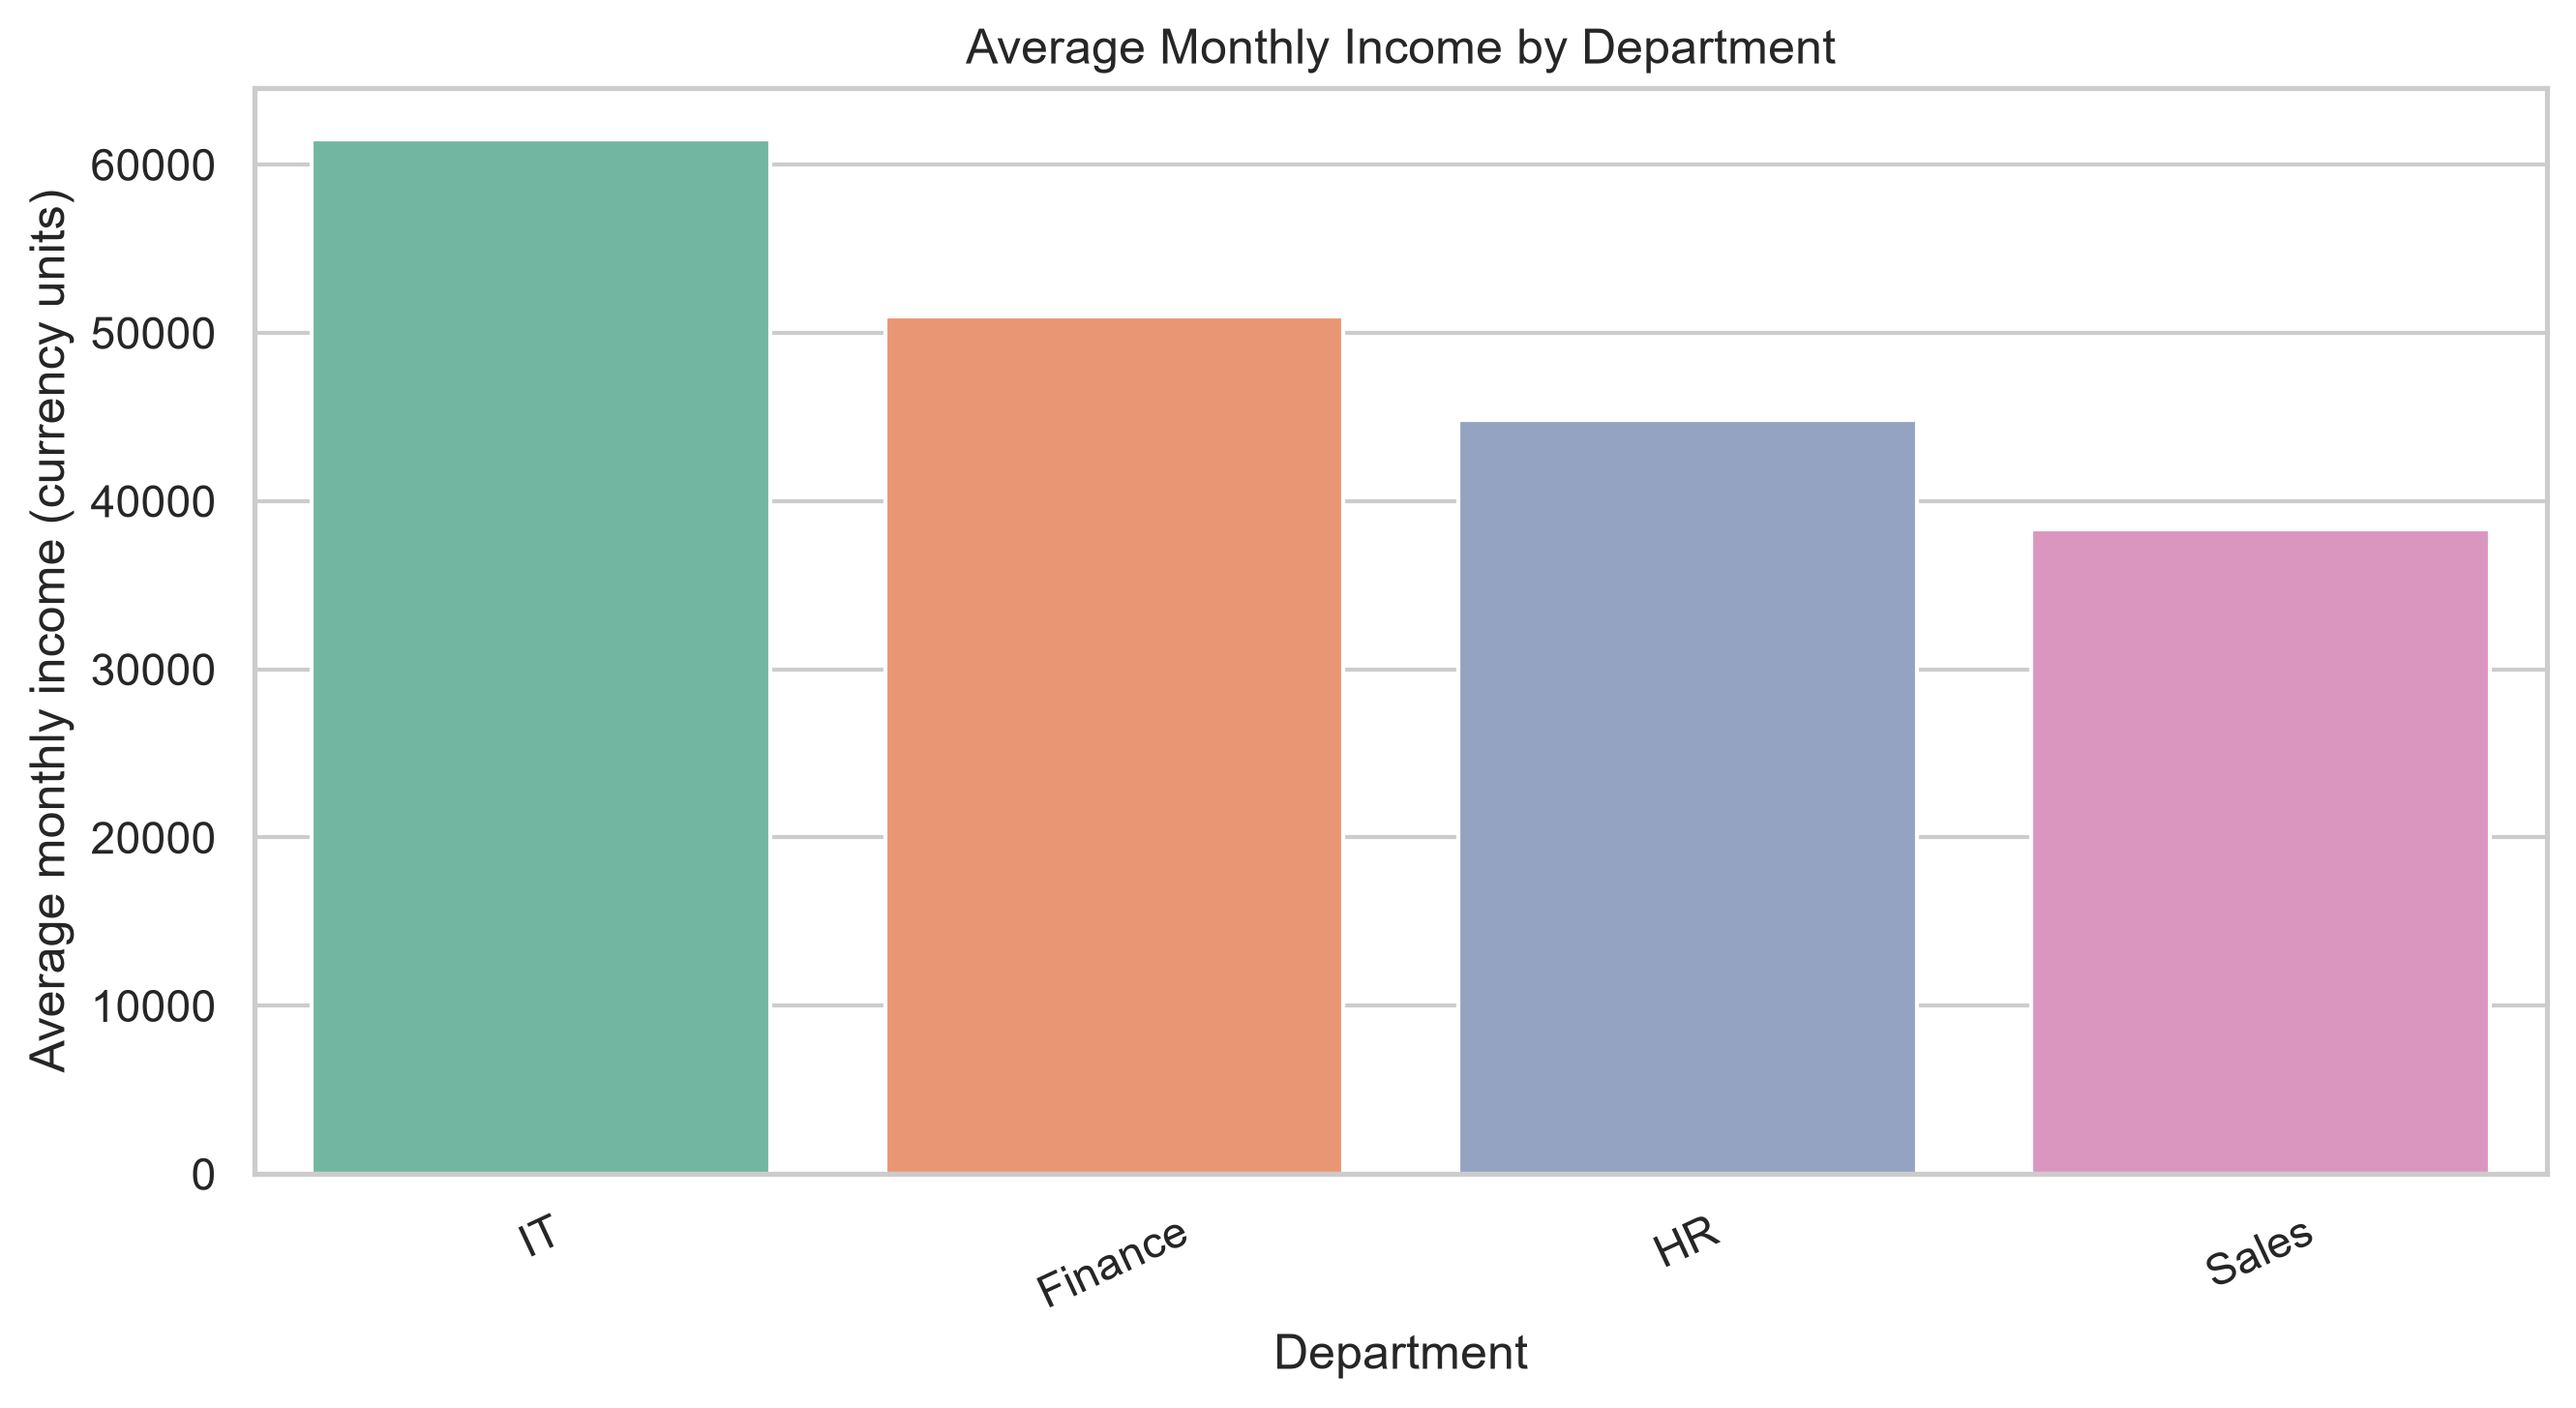 Average Monthly Income by Department
Average monthly income (currency units)
60000
50000
40000
30000
20000
10000
0
IT
Finance
HR
Sales
Department